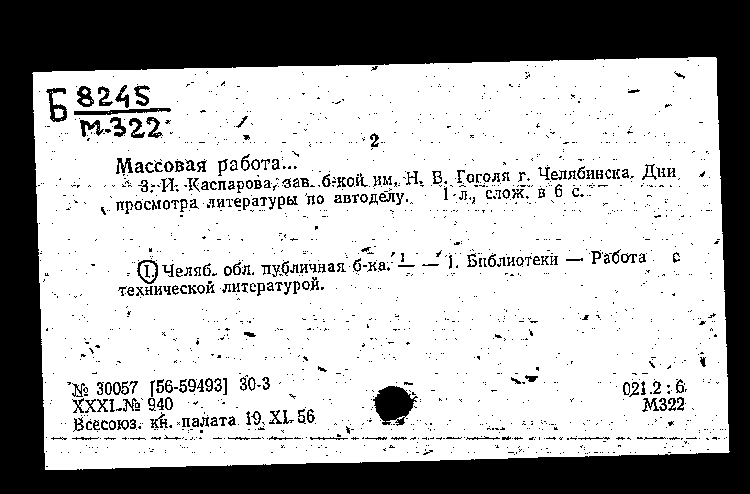 Б 8245
М-322
2
Массовая работа...
З. И. Каспарова, зав. б-кой им. Н. В. Гоголя г. Челябинска. Дни
просмотра литературы по автоделу. 1 л., слож. в 6 с.
I. Челяб. обл. публичная б-ка. — — 1. Библиотеки — Работа с
технической литературой.
№ 30057 [56-59493] 30-3
XXXI. № 940
Всесоюз. кн. палата 19. XI. 56
021.2 : 6
М322